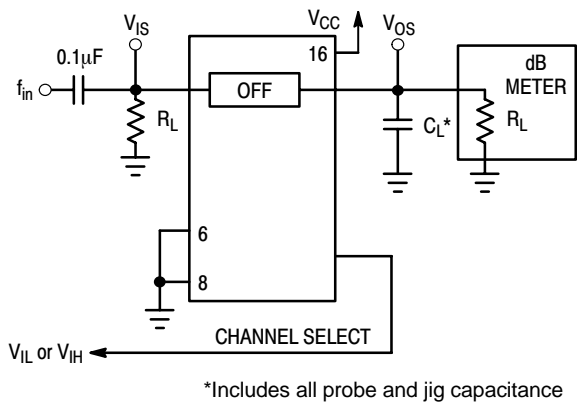 V_IS
V_CC
V_OS
0.1µF
16
dB
METER
f_in
OFF
R_L
C_L*
R_L
6
8
CHANNEL SELECT
V_IL or V_IH
*Includes all probe and jig capacitance